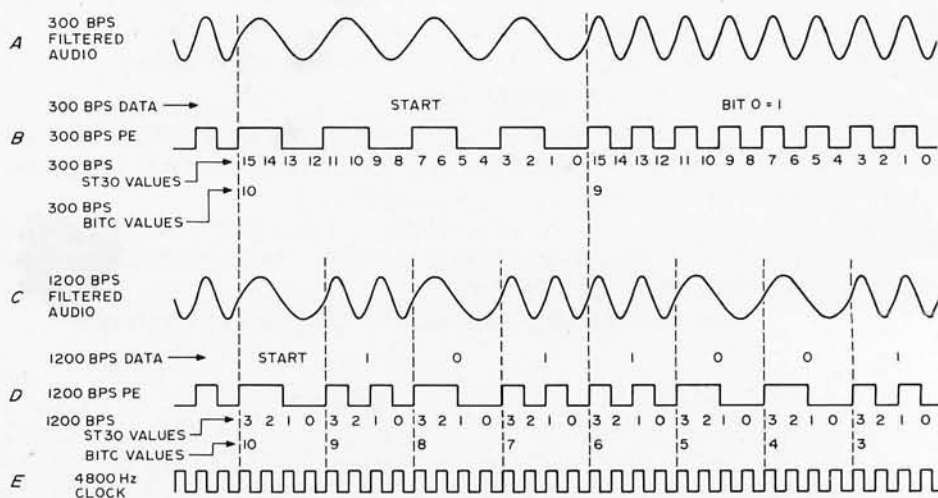 A
300 BPS
FILTERED
AUDIO
300 BPS DATA
START
BIT 0 = 1
B
300 BPS PE
300 BPS
ST30 VALUES
15 14 13 12 11 10 9 8 7 6 5 4 3 2 1 0 15 14 13 12 11 10 9 8 7 6 5 4 3 2 1 0
300 BPS
BITC VALUES
10 9
C
1200 BPS
FILTERED
AUDIO
1200 BPS DATA
START 1 0 1 1 0 0 1
D
1200 BPS PE
1200 BPS
ST30 VALUES
3 2 1 0 3 2 1 0 3 2 1 0 3 2 1 0 3 2 1 0 3 2 1 0 3 2 1 0 3 2 1 0
BITC VALUES
10 9 8 7 6 5 4 3
E
4800 Hz
CLOCK